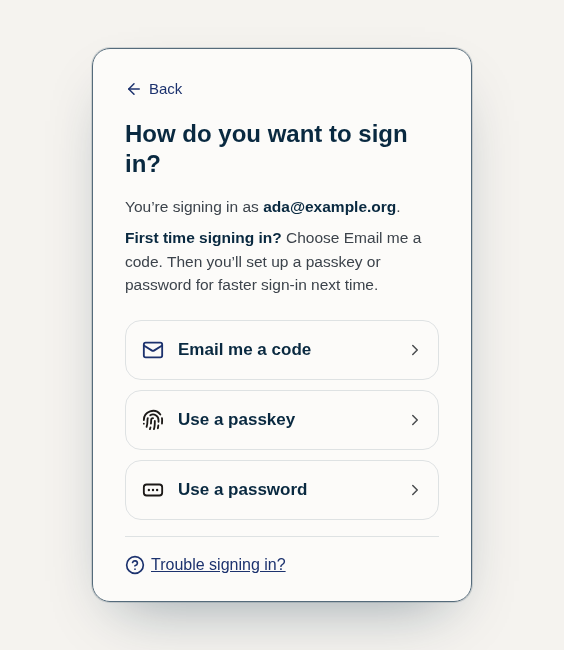 Back
How do you want to sign
in?
You're signing in as ada@example.org.
First time signing in? Choose Email me a
code. Then you'll set up a passkey or
password for faster sign-in next time.
Email me a code
Use a passkey
Use a password
Trouble signing in?